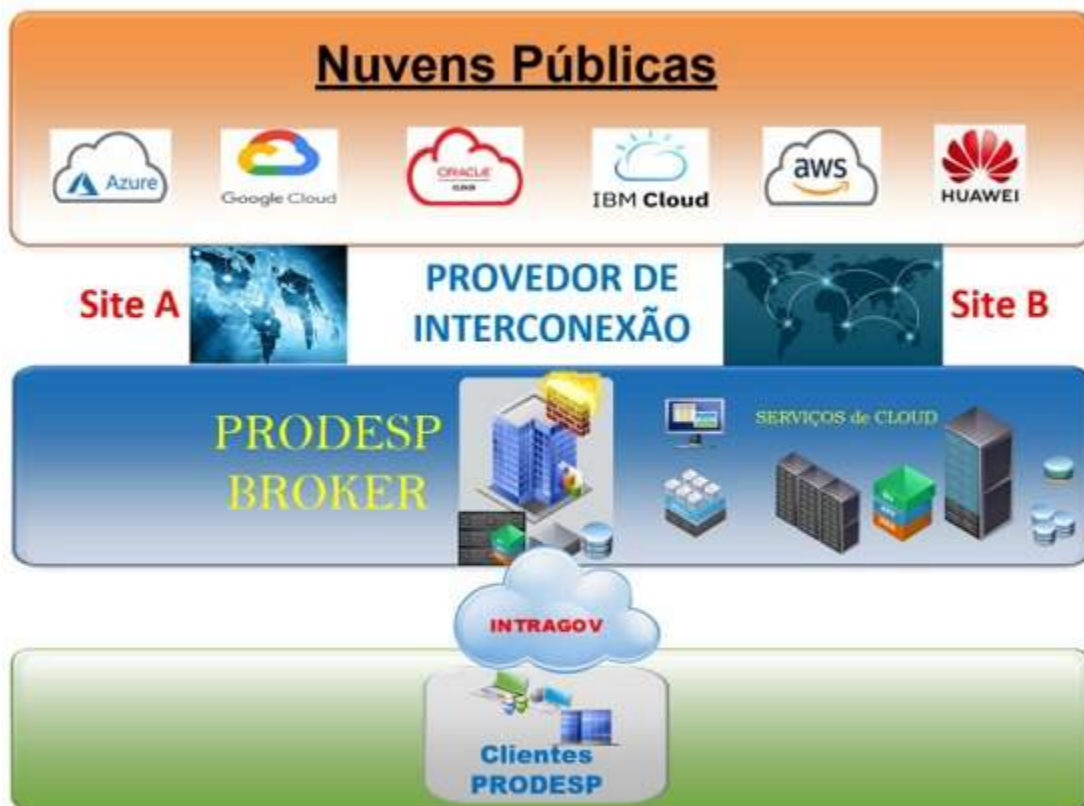 Nuvens Públicas
Azure
Google Cloud
ORACLE
IBM Cloud
aws
HUAWEI
Site A
PROVEDOR DE
INTERCONEXÃO
Site B
PRODESP
BROKER
SERVIÇOS de CLOUD
INTRAGOV
Clientes
PRODESP